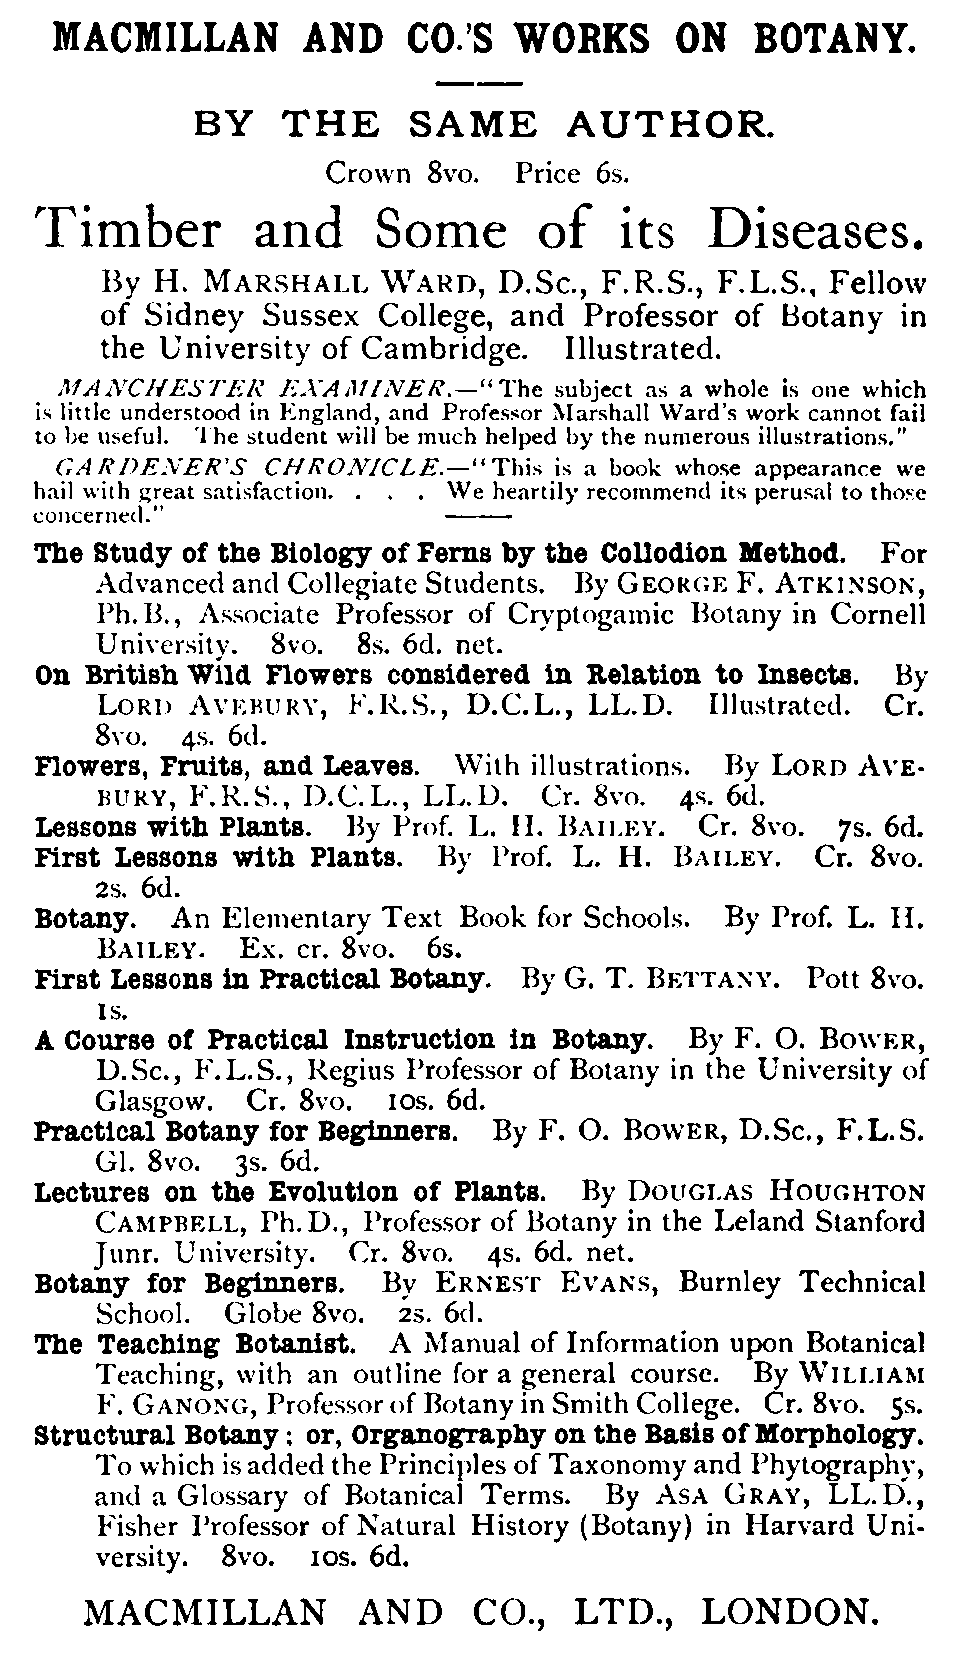 MACMILLAN AND CO.'S WORKS ON BOTANY.
BY THE SAME AUTHOR.
Crown 8vo. Price 6s.
Timber and Some of its Diseases.
By H. MARSHALL WARD, D.Sc., F.R.S., F.L.S., Fellow
of Sidney Sussex College, and Professor of Botany in
the University of Cambridge. Illustrated.
MANCHESTER EXAMINER.—"The subject as a whole is one which
is little understood in England, and Professor Marshall Ward's work cannot fail
to be useful. The student will be much helped by the numerous illustrations."
GARDENER'S CHRONICLE.—"This is a book whose appearance we
hail with great satisfaction. . . . We heartily recommend its perusal to those
concerned."
The Study of the Biology of Ferns by the Collodion Method. For
Advanced and Collegiate Students. By GEORGE F. ATKINSON,
Ph.B., Associate Professor of Cryptogamic Botany in Cornell
University. 8vo. 8s. 6d. net.
On British Wild Flowers considered in Relation to Insects. By
LORD AVEBURY, F.R.S., D.C.L., LL.D. Illustrated. Cr.
8vo. 4s. 6d.
Flowers, Fruits, and Leaves. With illustrations. By LORD AVE-
BURY, F.R.S., D.C.L., LL.D. Cr. 8vo. 4s. 6d.
Lessons with Plants. By Prof. L. H. BAILEY. Cr. 8vo. 7s. 6d.
First Lessons with Plants. By Prof. L. H. BAILEY. Cr. 8vo.
2s. 6d.
Botany. An Elementary Text Book for Schools. By Prof. L. H.
BAILEY. Ex. cr. 8vo. 6s.
First Lessons in Practical Botany. By G. T. BETTANY. Pott 8vo.
1s.
A Course of Practical Instruction in Botany. By F. O. BOWER,
D.Sc., F.L.S., Regius Professor of Botany in the University of
Glasgow. Cr. 8vo. 10s. 6d.
Practical Botany for Beginners. By F. O. BOWER, D.Sc., F.L.S.
Gl. 8vo. 3s. 6d.
Lectures on the Evolution of Plants. By DOUGLAS HOUGHTON
CAMPBELL, Ph.D., Professor of Botany in the Leland Stanford
Junr. University. Cr. 8vo. 4s. 6d. net.
Botany for Beginners. By ERNEST EVANS, Burnley Technical
School. Globe 8vo. 2s. 6d.
The Teaching Botanist. A Manual of Information upon Botanical
Teaching, with an outline for a general course. By WILLIAM
F. GANONG, Professor of Botany in Smith College. Cr. 8vo. 5s.
Structural Botany; or, Organography on the Basis of Morphology.
To which is added the Principles of Taxonomy and Phytography,
and a Glossary of Botanical Terms. By ASA GRAY, LL.D.,
Fisher Professor of Natural History (Botany) in Harvard Uni-
versity. 8vo. 10s. 6d.
MACMILLAN AND CO., LTD., LONDON.